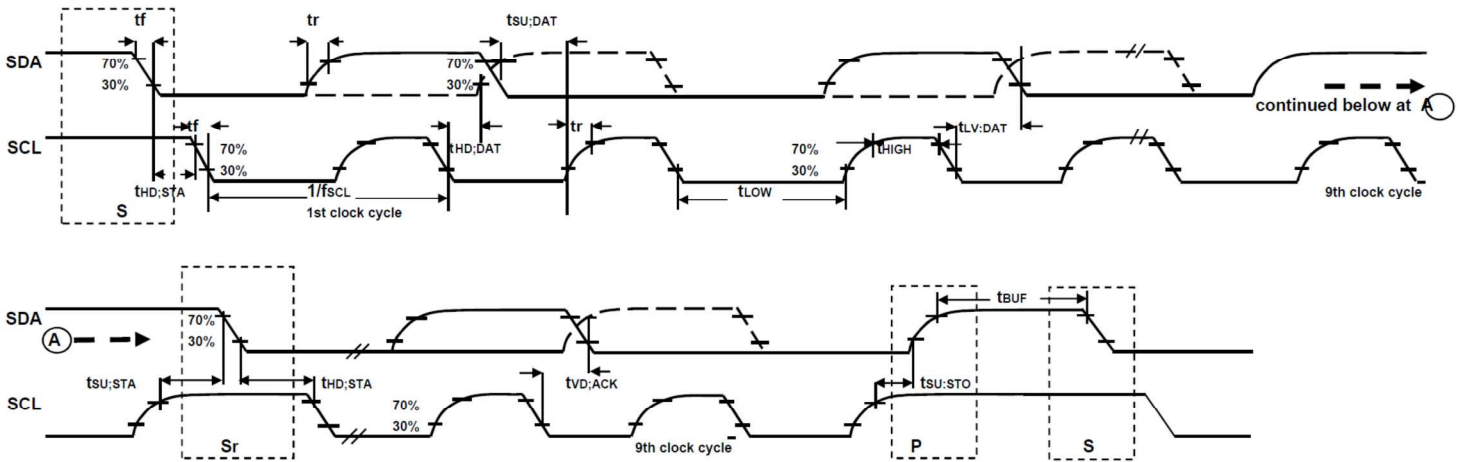 tf tr tSU;DAT
SDA 70% 70%
30% 30%
continued below at A
tf tHD;DAT tr tLV:DAT
SCL 70% 70% tHIGH
30% 30%
tHD;STA 1/fSCL tLOW
S 1st clock cycle 9th clock cycle
tBUF
SDA 70%
A 30%
tSU;STA tHD;STA tVD;ACK tSU:STO
SCL 70%
30%
Sr 9th clock cycle P S